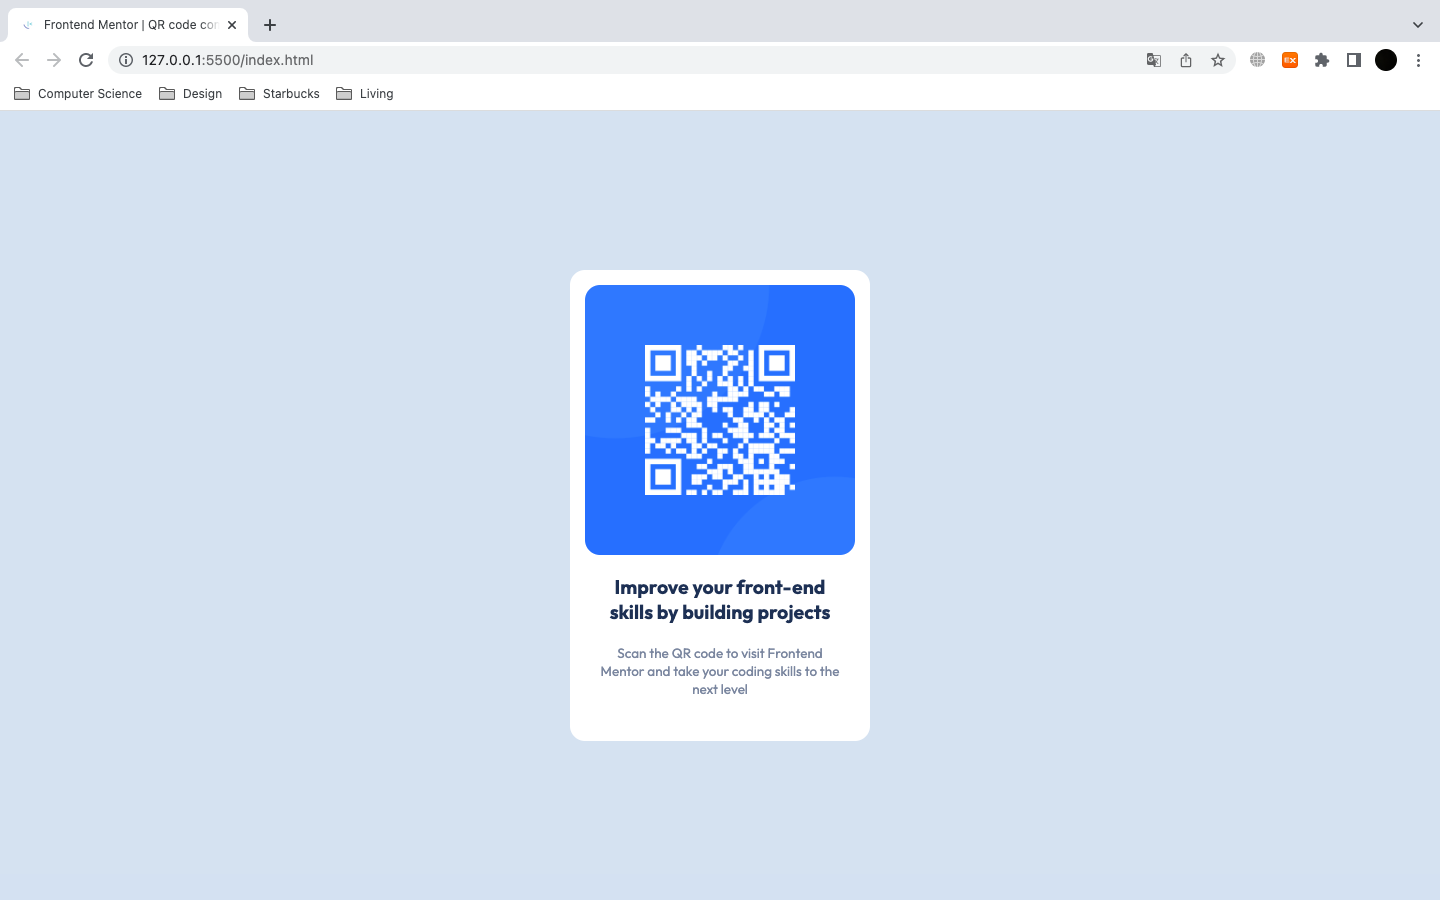 Frontend Mentor | QR code con
127.0.0.1:5500/index.html
EX
Computer Science
Design
Starbucks
Living
Improve your front-end
skills by building projects
Scan the QR code to visit Frontend
Mentor and take your coding skills to the
next level